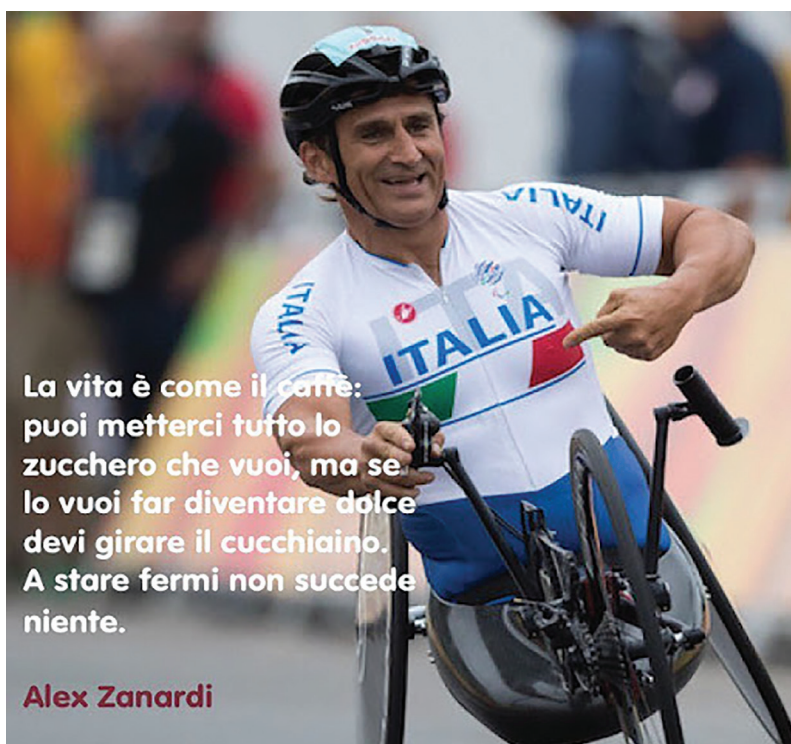 ITALIA
ITALIA
ITA
ITALIA
La vita è come il caffè:
puoi metterci tutto lo
zucchero che vuoi, ma se
lo vuoi far diventare dolce
devi girare il cucchiaino.
A stare fermi non succede
niente.
Alex Zanardi